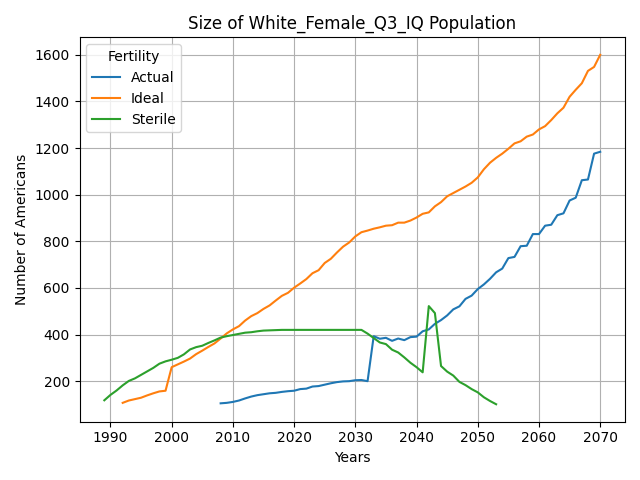 Size of White_Female_Q3_IQ Population
Fertility
Actual
Ideal
Sterile
Number of Americans
1600
1400
1200
1000
800
600
400
200
1990 2000 2010 2020 2030 2040 2050 2060 2070
Years